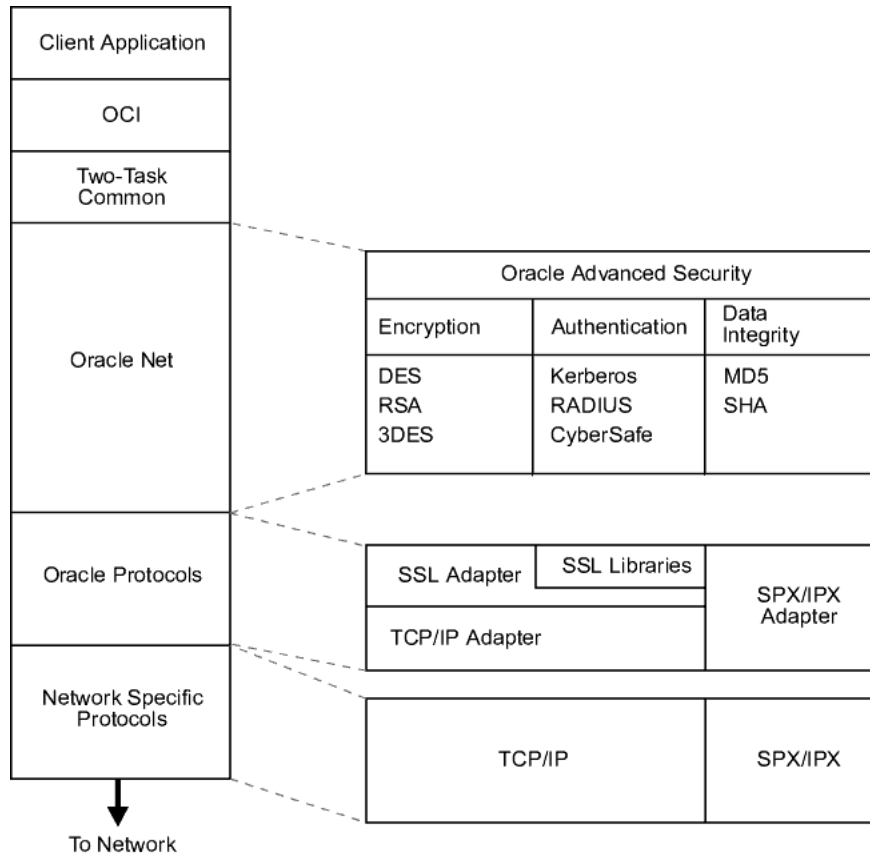 Client Application
OCI
Two-Task
Common
Oracle Net
Oracle Protocols
Network Specific
Protocols
To Network
Oracle Advanced Security
Encryption
Authentication
Data
Integrity
DES
RSA
3DES
Kerberos
RADIUS
CyberSafe
MD5
SHA
SSL Adapter
SSL Libraries
TCP/IP Adapter
SPX/IPX
Adapter
TCP/IP
SPX/IPX